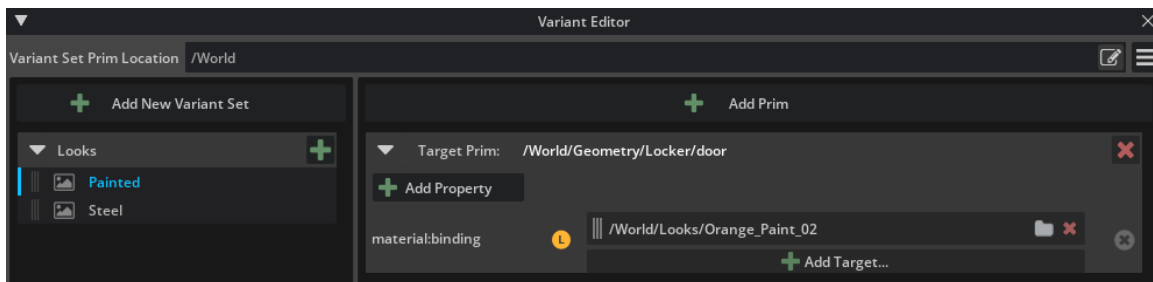 Variant Editor
Variant Set Prim Location /World
Add New Variant Set
Looks
Painted
Steel
Add Prim
Target Prim: /World/Geometry/Locker/door
Add Property
material:binding L /World/Looks/Orange_Paint_02
Add Target...